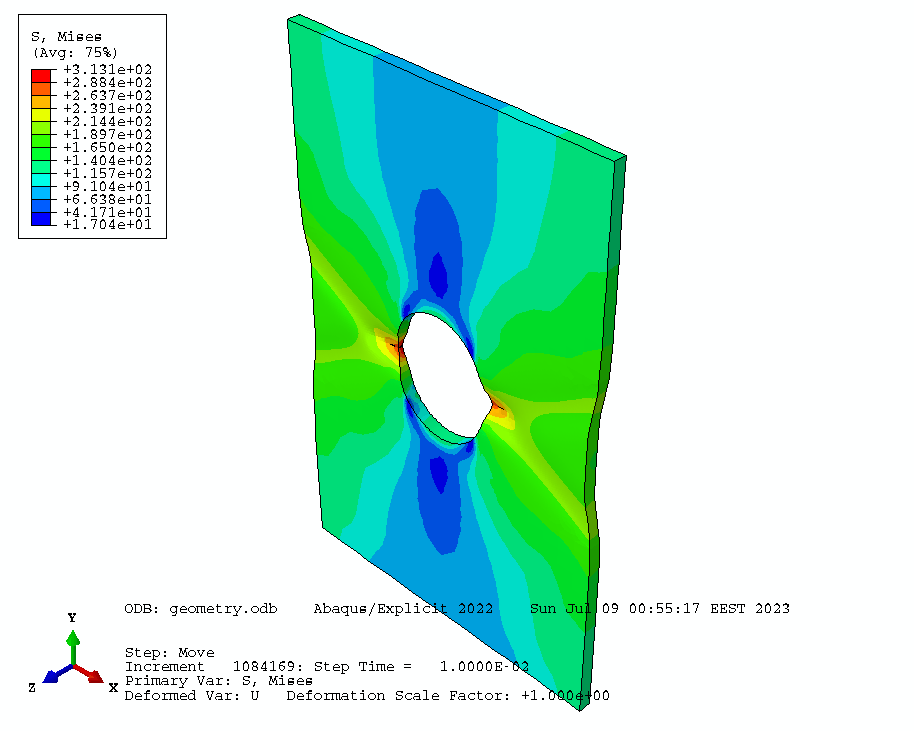 S, Mises
(Avg: 75%)
+3.131e+02
+2.884e+02
+2.637e+02
+2.391e+02
+2.144e+02
+1.897e+02
+1.650e+02
+1.404e+02
+1.157e+02
+9.104e+01
+6.638e+01
+4.171e+01
+1.704e+01
ODB: geometry.odb    Abaqus/Explicit 2022    Sun Jul 09 00:55:17 EEST 2023
Step: Move
Increment   1084169: Step Time =   1.0000E-02
Primary Var: S, Mises
Deformed Var: U   Deformation Scale Factor: +1.000e+00
Y
Z
X